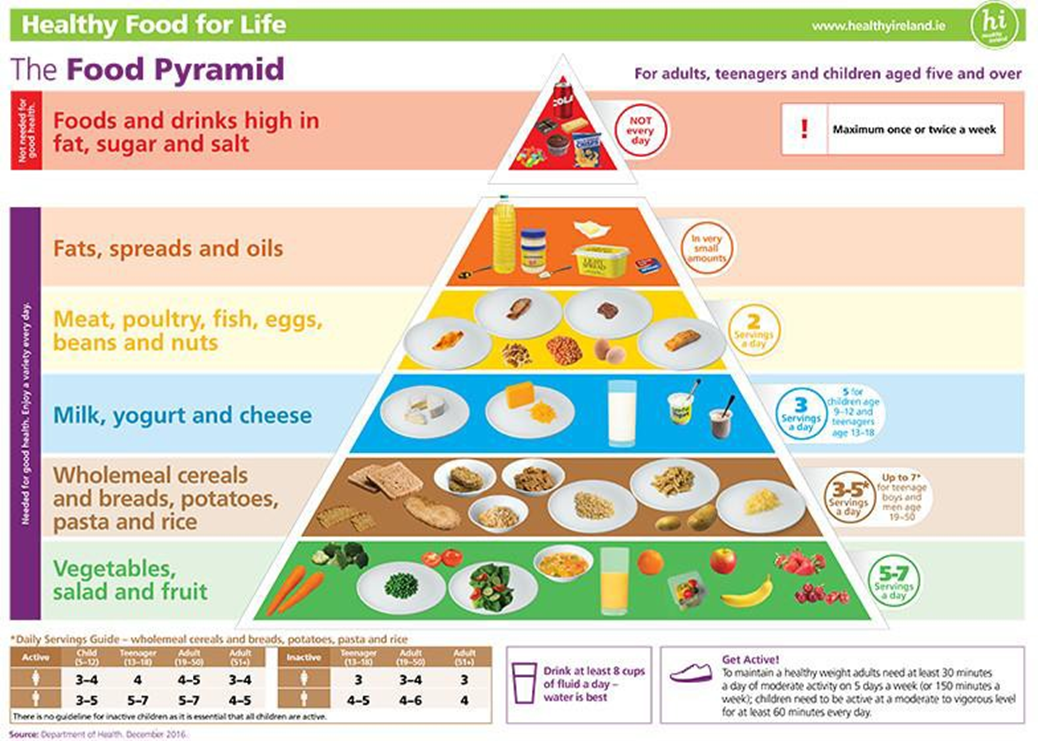 Healthy Food for Life
www.healthyireland.ie
hi
healthy ireland
The Food Pyramid
For adults, teenagers and children aged five and over
Not needed for
good health.
Foods and drinks high in
fat, sugar and salt
COLA
CRISPS
NOT
every
day
!
Maximum once or twice a week
Needed for good health. Enjoy a variety every day.
Fats, spreads and oils
LIGHT
SPREAD
In very
small
amounts
Meat, poultry, fish, eggs,
beans and nuts
2
Servings
a day
Milk, yogurt and cheese
3
Servings
a day
5 for
children age
9–12 and
teenagers
age 13–18
Wholemeal cereals
and breads, potatoes,
pasta and rice
3-5*
Servings
a day
Up to 7*
for teenage
boys and
men age
19–50
Vegetables,
salad and fruit
5-7
Servings
a day
*Daily Servings Guide – wholemeal cereals and breads, potatoes, pasta and rice
Active Child (5–12) Teenager (13–18) Adult (19–50) Adult (51+)
3–4 4 4–5 3–4
3–5 5–7 5–7 4–5
Inactive Teenager (13–18) Adult (19–50) Adult (51+)
3 3–4 3
4–5 4–6 4
There is no guideline for inactive children as it is essential that all children are active.
Drink at least 8 cups
of fluid a day –
water is best
Get Active!
To maintain a healthy weight adults need at least 30 minutes
a day of moderate activity on 5 days a week (or 150 minutes a
week); children need to be active at a moderate to vigorous level
for at least 60 minutes every day.
Source: Department of Health. December 2016.